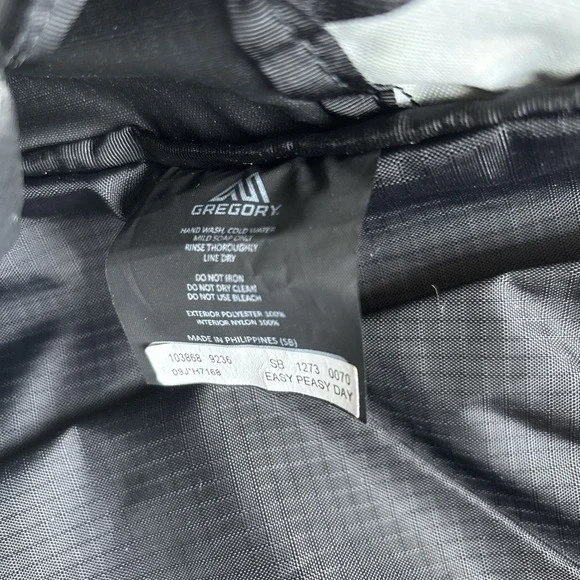 GREGORY
HAND WASH, COLD WATER
MILD SOAP ONLY
RINSE THOROUGHLY
LINE DRY
DO NOT IRON
DO NOT DRY CLEAN
DO NOT USE BLEACH
EXTERIOR POLYESTER 100%
INTERIOR NYLON 100%
MADE IN PHILIPPINES (SB)
103868 9236 SB 1273 0070
09J*H7168 EASY PEASY DAY